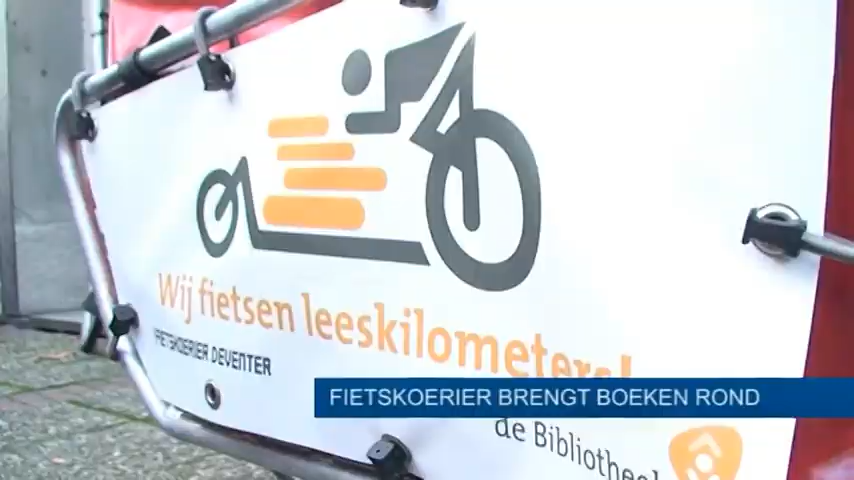 Wij fietsen leeskilometers!
FIETSKOERIER DEVENTER
FIETSKOERIER BRENGT BOEKEN ROND
de Bibliotheek